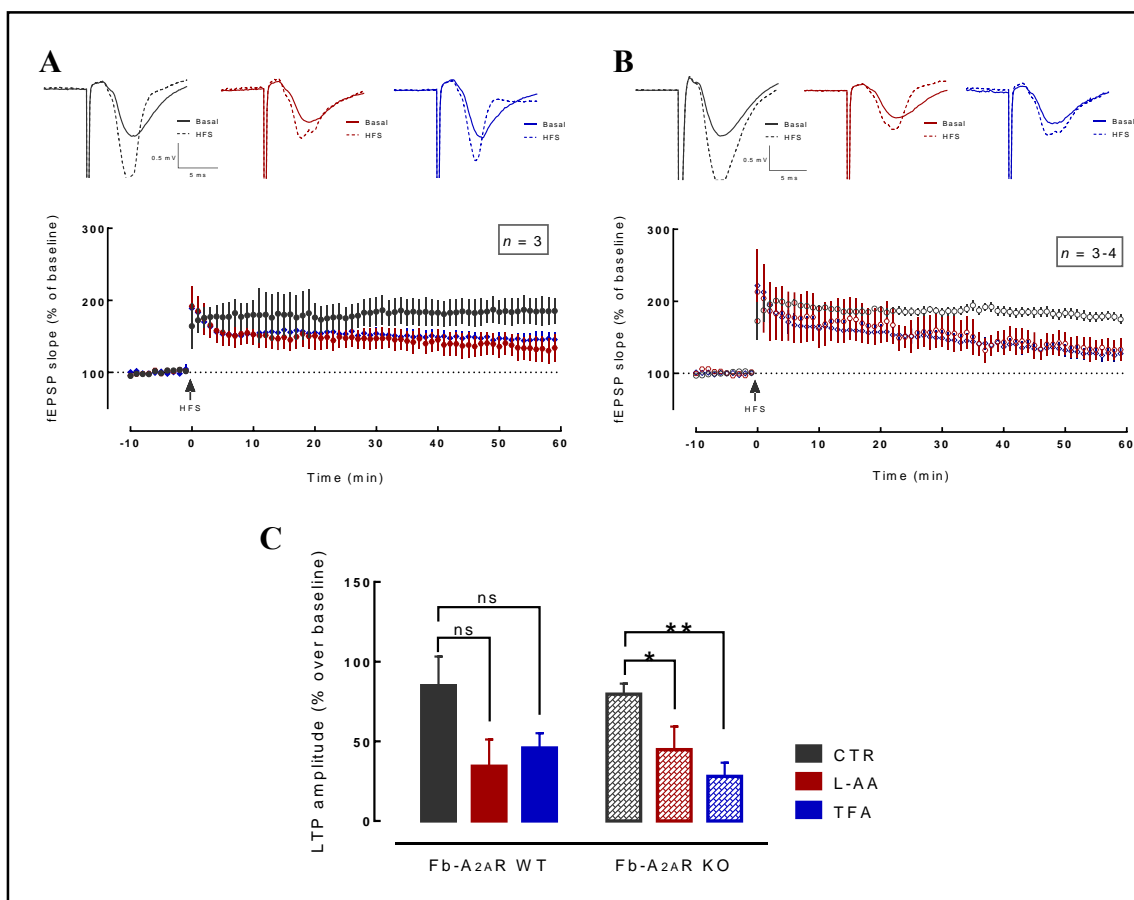 A
Basal
HFS
0.5 mV
5 ms
Basal
HFS
Basal
HFS
fEPSP slope (% of baseline)
300
200
100
n = 3
HFS
-10 0 10 20 30 40 50 60
Time (min)
B
Basal
HFS
0.5 mV
5 ms
Basal
HFS
Basal
HFS
fEPSP slope (% of baseline)
300
200
100
n = 3-4
HFS
-10 0 10 20 30 40 50 60
Time (min)
C
LTP amplitude (% over baseline)
150
100
50
0
ns
ns
**
*
CTR
L-AA
TFA
Fb-A2AR WT
Fb-A2AR KO